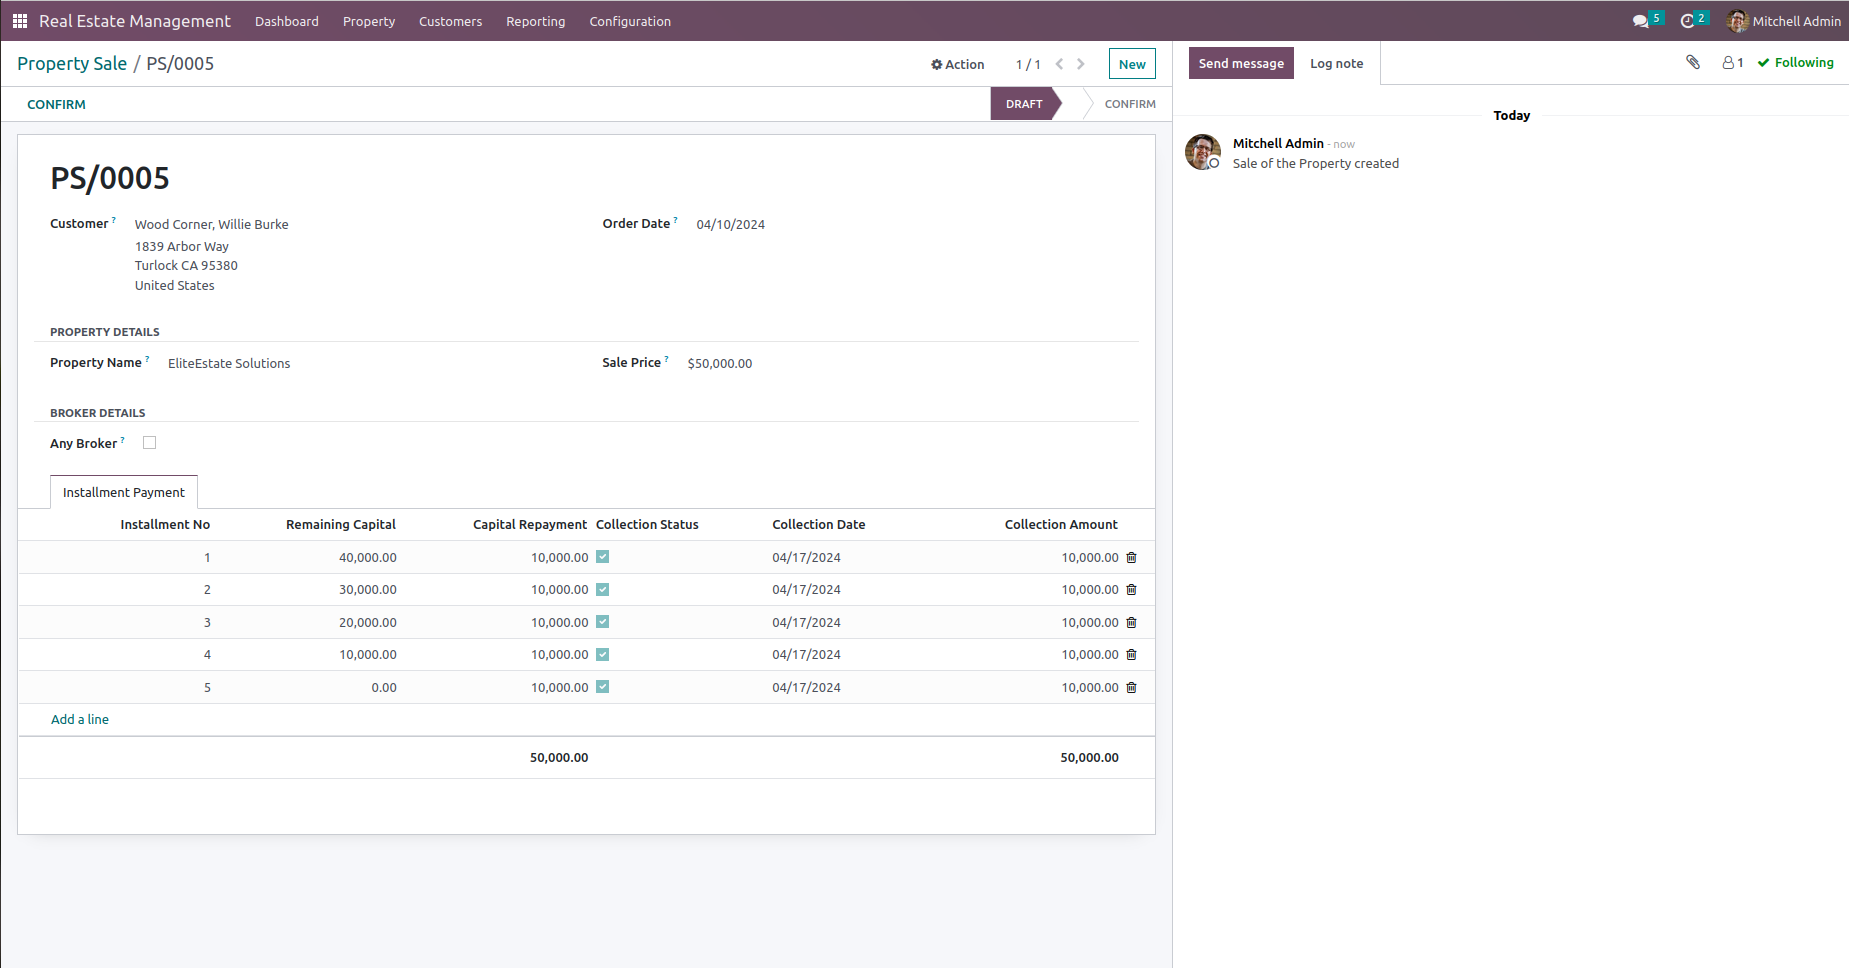 Real Estate Management Dashboard Property Customers Reporting Configuration 5 2 Mitchell Admin
Property Sale / PS/0005 Action 1 / 1 New
CONFIRM DRAFT CONFIRM
PS/0005
Customer ? Wood Corner, Willie Burke Order Date ? 04/10/2024
1839 Arbor Way
Turlock CA 95380
United States
PROPERTY DETAILS
Property Name ? EliteEstate Solutions Sale Price ? $50,000.00
BROKER DETAILS
Any Broker ?
Installment Payment
Installment No Remaining Capital Capital Repayment Collection Status Collection Date Collection Amount
1 40,000.00 10,000.00 04/17/2024 10,000.00
2 30,000.00 10,000.00 04/17/2024 10,000.00
3 20,000.00 10,000.00 04/17/2024 10,000.00
4 10,000.00 10,000.00 04/17/2024 10,000.00
5 0.00 10,000.00 04/17/2024 10,000.00
Add a line
50,000.00 50,000.00
Send message Log note 1 Following
Today
Mitchell Admin - now
Sale of the Property created